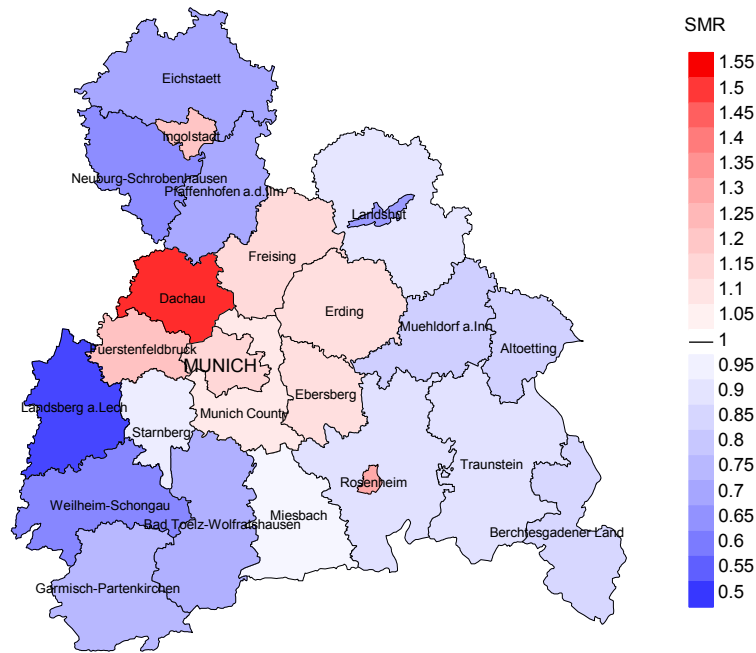 SMR
1.55
1.5
1.45
1.4
1.35
1.3
1.25
1.2
1.15
1.1
1.05
1
0.95
0.9
0.85
0.8
0.75
0.7
0.65
0.6
0.55
0.5
Eichstaett
Ingolstadt
Neuburg-Schrobenhausen
Pfaffenhofen a.d.Ilm
Landshut
Freising
Dachau
Erding
Muehldorf a.Inn
Altoetting
Fuerstenfeldbruck
MUNICH
Ebersberg
Landsberg a.Lech
Munich County
Starnberg
Traunstein
Rosenheim
Weilheim-Schongau
Miesbach
Bad Toelz-Wolfratshausen
Berchtesgadener Land
Garmisch-Partenkirchen